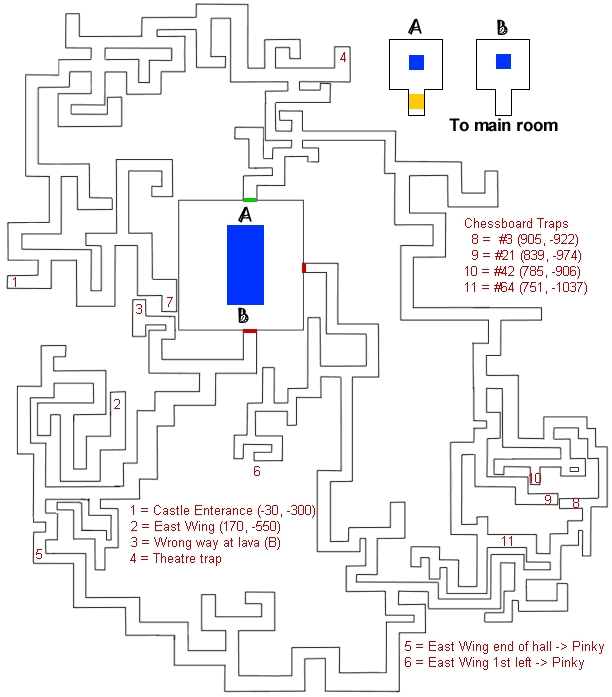 A B
4
To main room
Chessboard Traps
8 = #3 (905, -922)
9 = #21 (839, -974)
10 = #42 (785, -906)
11 = #64 (751, -1037)
A
1
7
3
B
2
6
10
9
8
1 = Castle Enterance (-30, -300)
2 = East Wing (170, -550)
3 = Wrong way at lava (B)
4 = Theatre trap
11
5
5 = East Wing end of hall -> Pinky
6 = East Wing 1st left -> Pinky